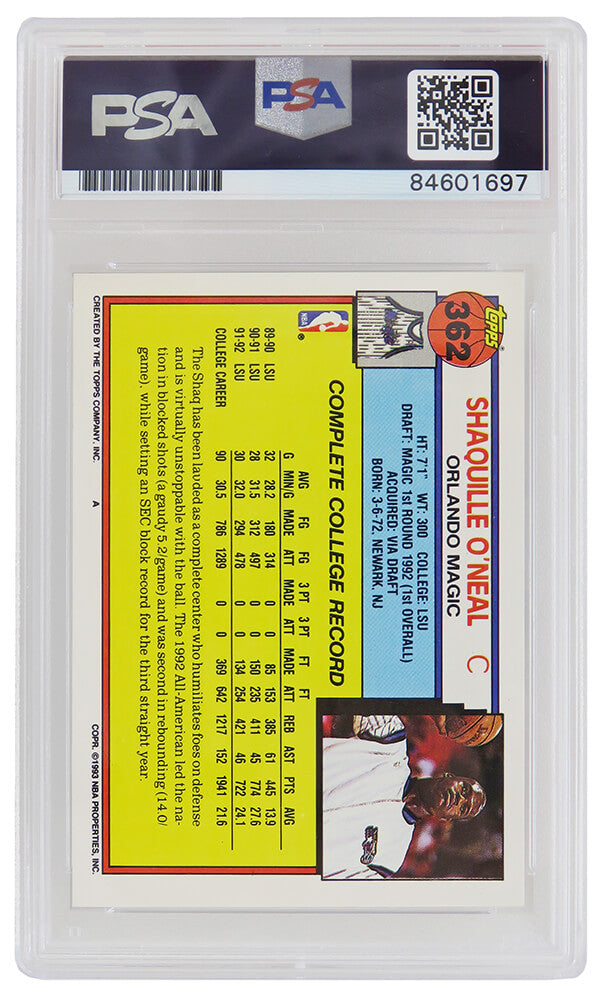 PSA
PSA
84601697
topps®
362
SHAQUILLE O'NEAL C
ORLANDO MAGIC
HT: 7'1" WT: 300 COLLEGE: LSU
DRAFT: MAGIC 1ST ROUND 1992 (1st OVERALL)
ACQUIRED: VIA DRAFT
BORN: 3-6-72, NEWARK, NJ
NBA ®
COMPLETE COLLEGE RECORD
AVG FG FG 3 PT 3 PT FT FT
G MIN/G MADE ATT MADE ATT MADE ATT REB AST PTS AVG
89-90 LSU 32 28.2 180 314 0 0 85 153 385 61 445 13.9
90-91 LSU 28 31.5 312 497 0 0 150 235 411 45 774 27.6
91-92 LSU 30 32.0 294 478 0 0 134 254 421 46 722 24.1
COLLEGE CAREER 90 30.5 786 1289 0 0 369 642 1217 152 1941 21.6
The Shaq has been lauded as a complete center who humiliates foes on defense
and is virtually unstoppable with the ball. The 1992 All-American led the na-
tion in blocked shots (a gaudy 5.2/game) and was second in rebounding (14.0/
game), while setting an SEC block record for the third straight year.
CREATED BY THE TOPPS COMPANY, INC. A COPR. ©1993 NBA PROPERTIES, INC.